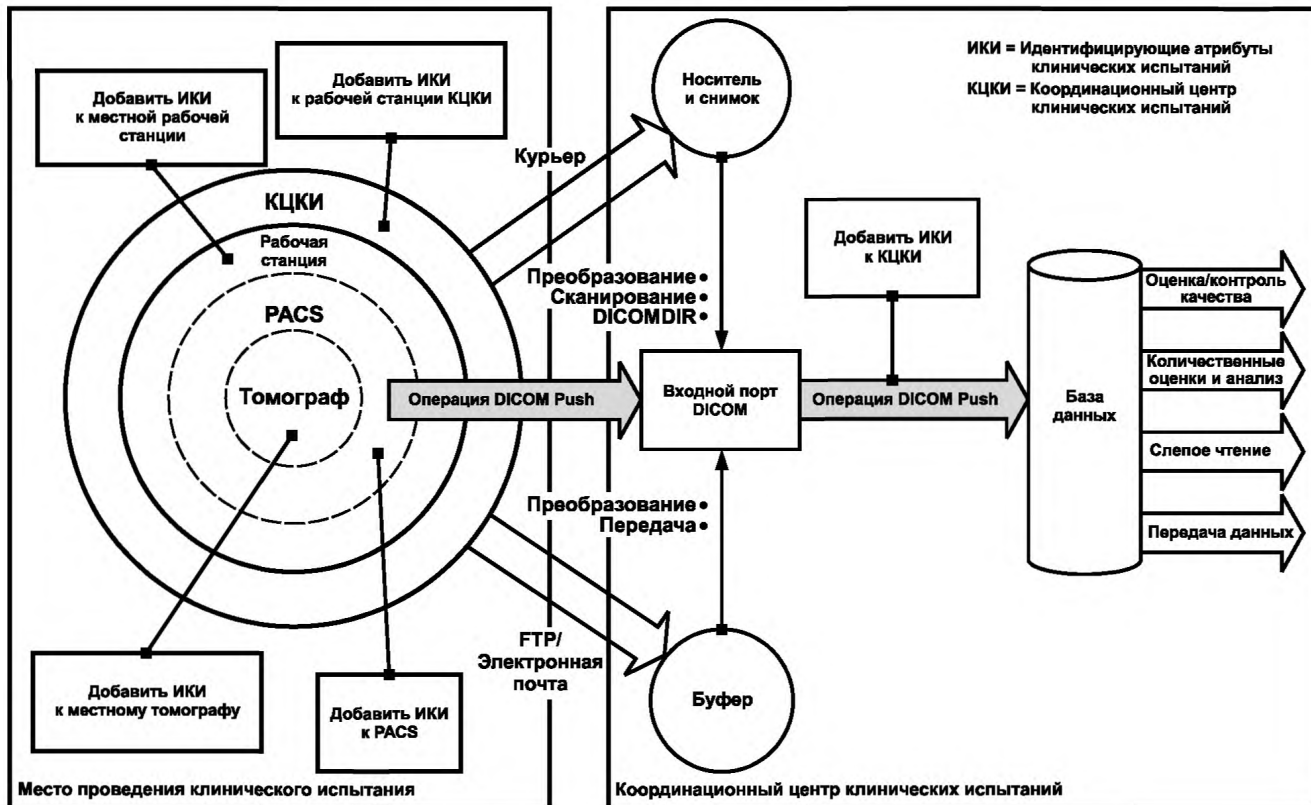 Добавить ИКИ
к местной рабочей
станции
Добавить ИКИ
к рабочей станции КЦКИ
КЦКИ
Рабочая
станция
PACS
Томограф
Добавить ИКИ
к местному томографу
Добавить ИКИ
к PACS
Место проведения клинического испытания
Курьер
Операция DICOM Push
FTP/
Электронная
почта
Носитель
и снимок
ИКИ = Идентифицирующие атрибуты
клинических испытаний
КЦКИ = Координационный центр
клинических испытаний
Преобразование •
Сканирование •
DICOMDIR •
Добавить ИКИ
к КЦКИ
Входной порт
DICOM
Операция DICOM Push
База
данных
Оценка/контроль
качества
Количественные
оценки и анализ
Слепое чтение
Передача данных
Преобразование •
Передача •
Буфер
Координационный центр клинических испытаний